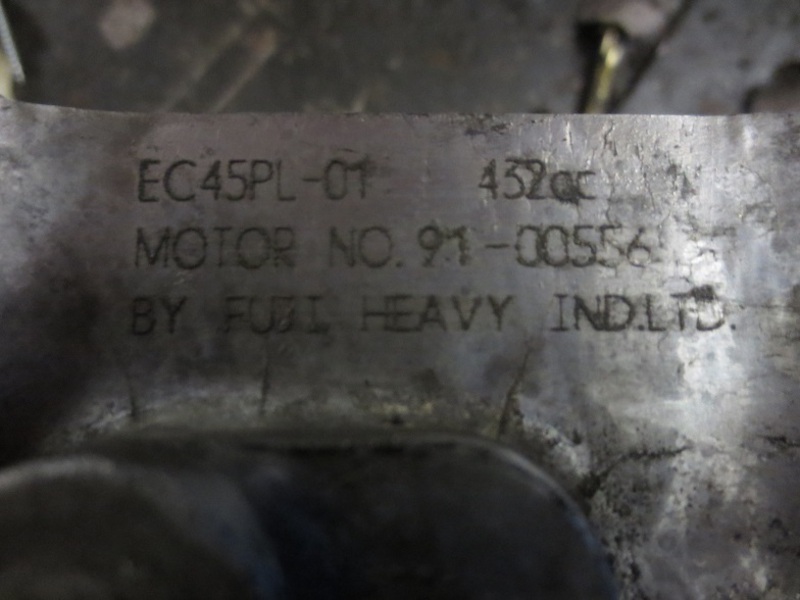 EC45PL-01 432cc
MOTOR NO. 91-00556
BY FUJI HEAVY IND.LTD.